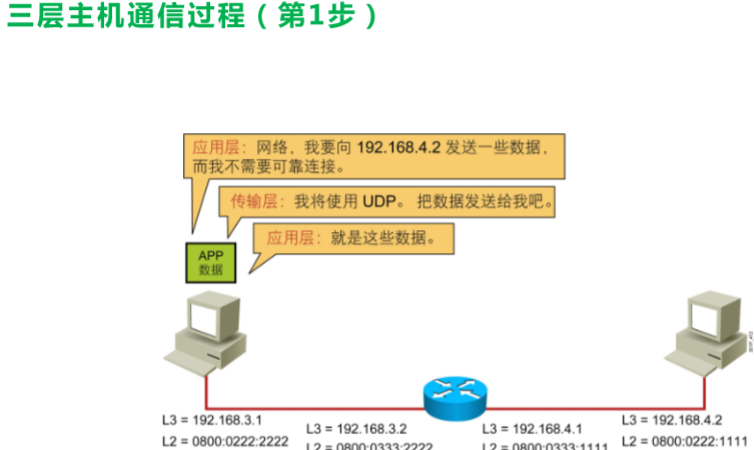 三层主机通信过程（第1步）
应用层：网络，我要向 192.168.4.2 发送一些数据，
而我不需要可靠连接。
传输层：我将使用 UDP。 把数据发送给我吧。
应用层：就是这些数据。
APP
数据
L3 = 192.168.3.1
L2 = 0800:0222:2222
L3 = 192.168.3.2
L2 = 0800:0333:2222
L3 = 192.168.4.1
L2 = 0800:0333:1111
L3 = 192.168.4.2
L2 = 0800:0222:1111